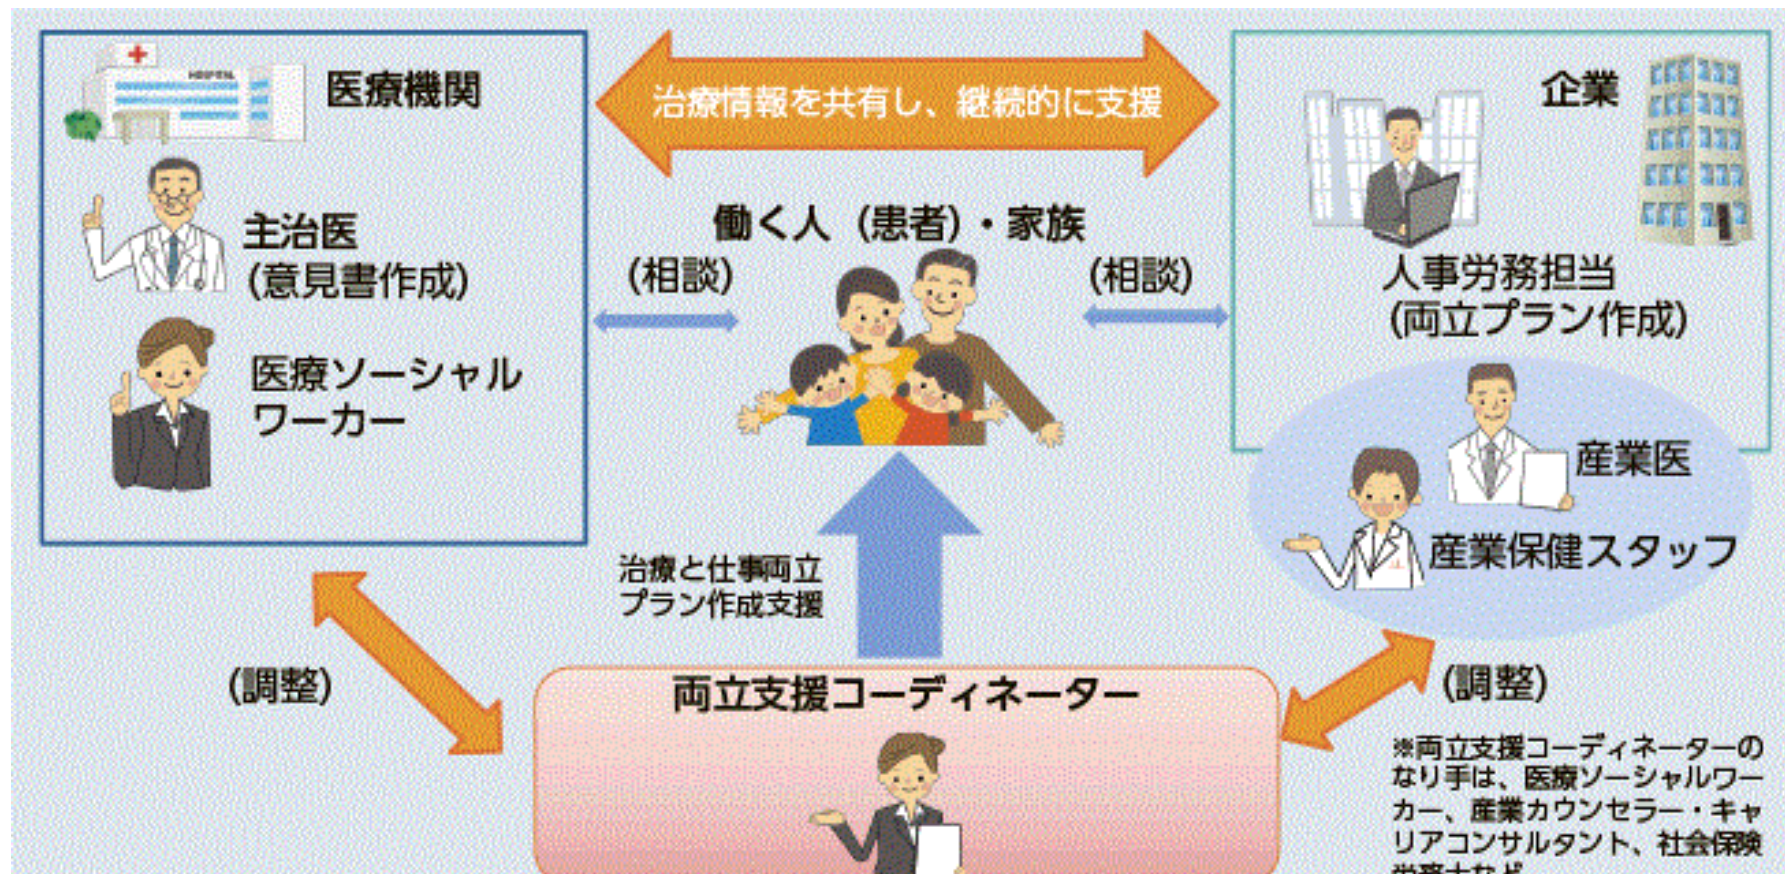 HOSPITAL
医療機関
治療情報を共有し、継続的に支援
企業
主治医
(意見書作成)
医療ソーシャル
ワーカー
働く人 (患者)・家族
(相談)
(相談)
人事労務担当
(両立プラン作成)
産業医
産業保健スタッフ
治療と仕事両立
プラン作成支援
(調整)
両立支援コーディネーター
(調整)
※両立支援コーディネーターの
なり手は、医療ソーシャルワー
カー、産業カウンセラー・キャ
リアコンサルタント、社会保険
労務士など